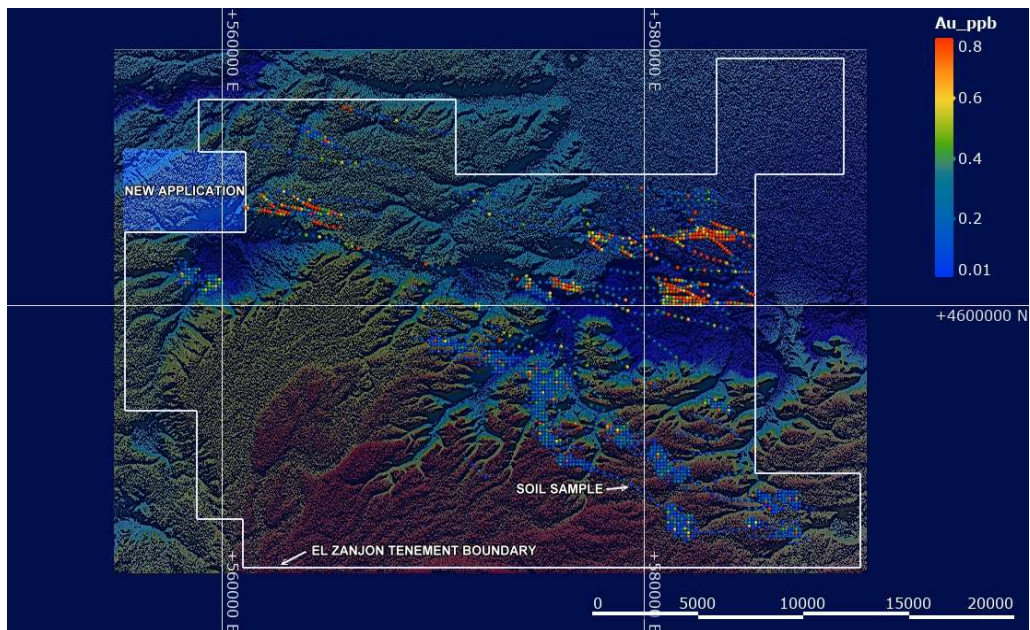 +560000 E
+580000 E
Au_ppb
0.8
0.6
0.4
0.2
0.01
NEW APPLICATION
+4600000 N
SOIL SAMPLE
EL ZANJON TENEMENT BOUNDARY
+560000 E
+580000 E
0 5000 10000 15000 20000